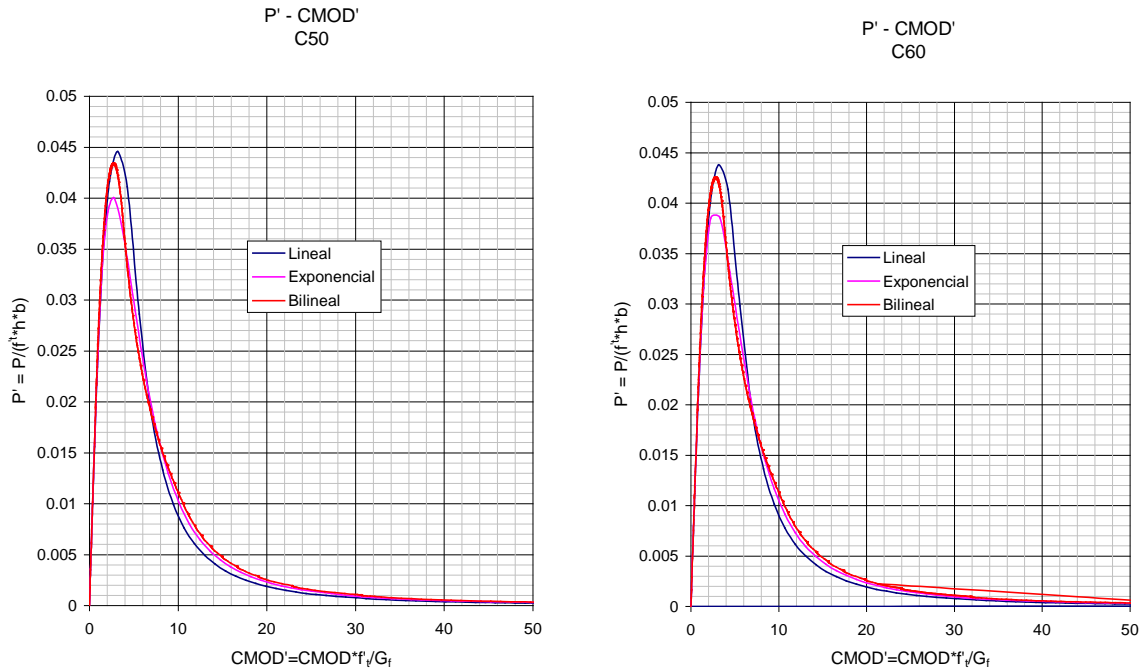 P' - CMOD'
C50
0.05
0.045
0.04
0.035
0.03
0.025
0.02
0.015
0.01
0.005
0
P' = P/(f't*h*b)
Lineal
Exponencial
Bilineal
0 10 20 30 40 50
CMOD'=CMOD*f't/Gf
P' - CMOD'
C60
0.05
0.045
0.04
0.035
0.03
0.025
0.02
0.015
0.01
0.005
0
P' = P/(f't*h*b)
Lineal
Exponencial
Bilineal
0 10 20 30 40 50
CMOD'=CMOD*f't/Gf